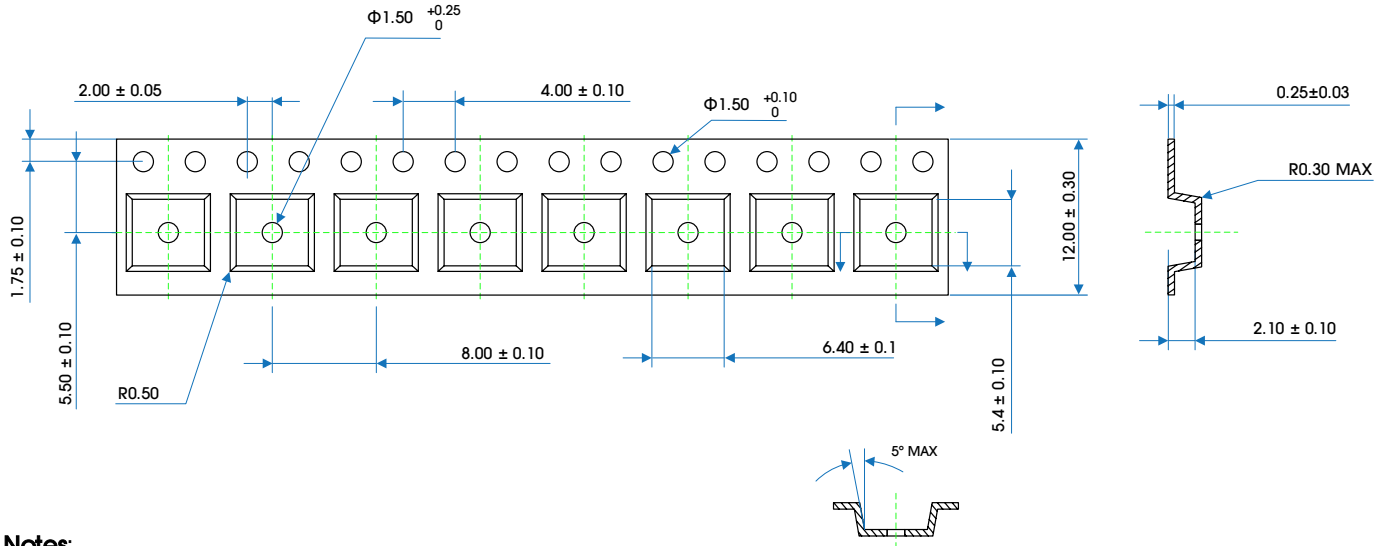 Φ1.50 +0.25
0
2.00 ± 0.05
4.00 ± 0.10
Φ1.50 +0.10
0
0.25±0.03
R0.30 MAX
1.75 ± 0.10
12.00 ± 0.30
5.50 ± 0.10
8.00 ± 0.10
6.40 ± 0.1
2.10 ± 0.10
R0.50
5.4 ± 0.10
5° MAX
Notes: